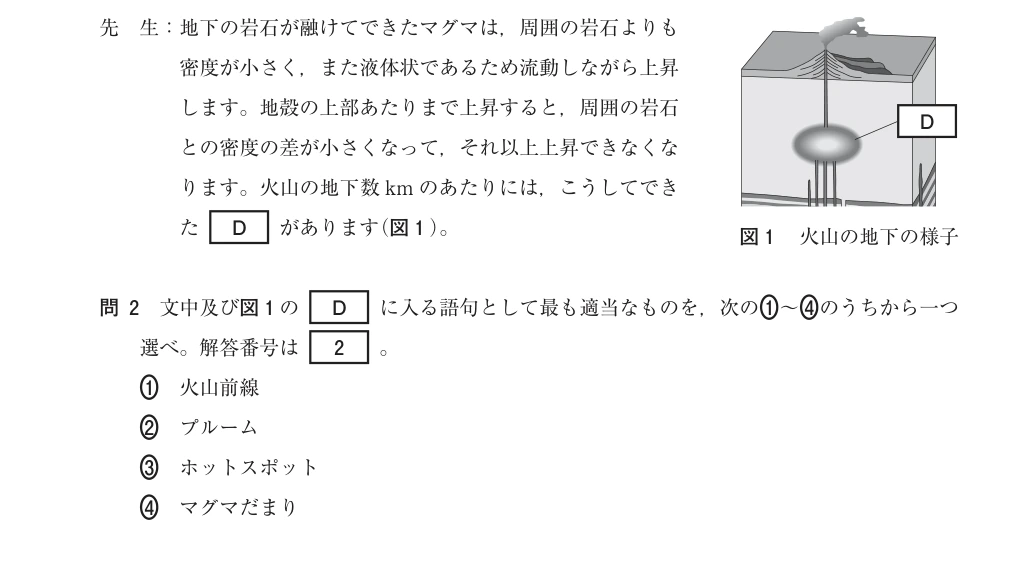 先　生：地下の岩石が融けてできたマグマは，周囲の岩石よりも
密度が小さく，また液体状であるため流動しながら上昇
します。地殻の上部あたりまで上昇すると，周囲の岩石
との密度の差が小さくなって，それ以上上昇できなくな
ります。火山の地下数 km のあたりには，こうしてでき
た D があります(図1)。
D
図1　火山の地下の様子
問2　文中及び図1の D に入る語句として最も適当なものを，次の①～④のうちから一つ
選べ。解答番号は 2 。
①　火山前線
②　プルーム
③　ホットスポット
④　マグマだまり